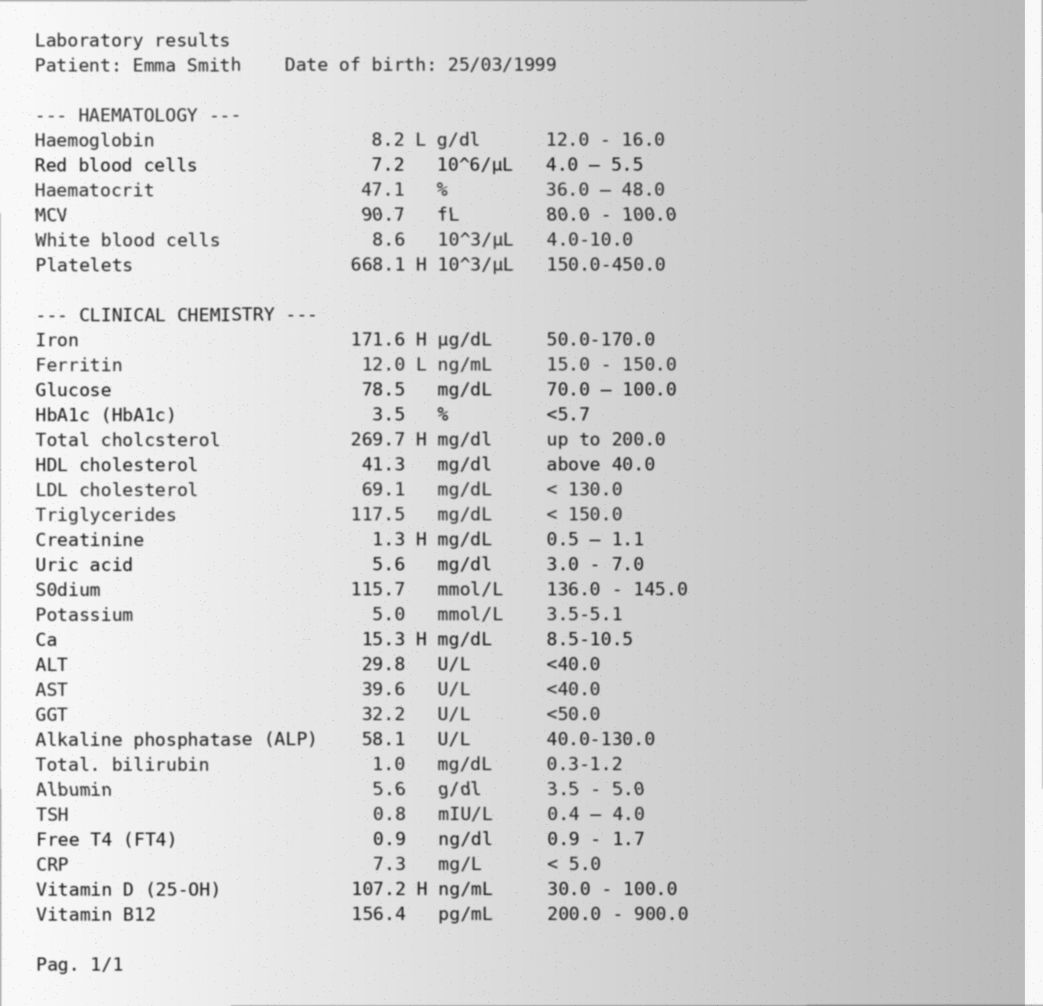 Laboratory results
Patient: Emma Smith    Date of birth: 25/03/1999
--- HAEMATOLOGY ---
Haemoglobin 8.2 L g/dl 12.0 - 16.0
Red blood cells 7.2 10^6/µL 4.0 – 5.5
Haematocrit 47.1 % 36.0 – 48.0
MCV 90.7 fL 80.0 - 100.0
White blood cells 8.6 10^3/µL 4.0-10.0
Platelets 668.1 H 10^3/µL 150.0-450.0
--- CLINICAL CHEMISTRY ---
Iron 171.6 H µg/dL 50.0-170.0
Ferritin 12.0 L ng/mL 15.0 - 150.0
Glucose 78.5 mg/dL 70.0 – 100.0
HbA1c (HbA1c) 3.5 % <5.7
Total cholcsterol 269.7 H mg/dl up to 200.0
HDL cholesterol 41.3 mg/dl above 40.0
LDL cholesterol 69.1 mg/dL < 130.0
Triglycerides 117.5 mg/dL < 150.0
Creatinine 1.3 H mg/dL 0.5 – 1.1
Uric acid 5.6 mg/dl 3.0 - 7.0
S0dium 115.7 mmol/L 136.0 - 145.0
Potassium 5.0 mmol/L 3.5-5.1
Ca 15.3 H mg/dL 8.5-10.5
ALT 29.8 U/L <40.0
AST 39.6 U/L <40.0
GGT 32.2 U/L <50.0
Alkaline phosphatase (ALP) 58.1 U/L 40.0-130.0
Total. bilirubin 1.0 mg/dL 0.3-1.2
Albumin 5.6 g/dl 3.5 - 5.0
TSH 0.8 mIU/L 0.4 – 4.0
Free T4 (FT4) 0.9 ng/dl 0.9 - 1.7
CRP 7.3 mg/L < 5.0
Vitamin D (25-OH) 107.2 H ng/mL 30.0 - 100.0
Vitamin B12 156.4 pg/mL 200.0 - 900.0
Pag. 1/1